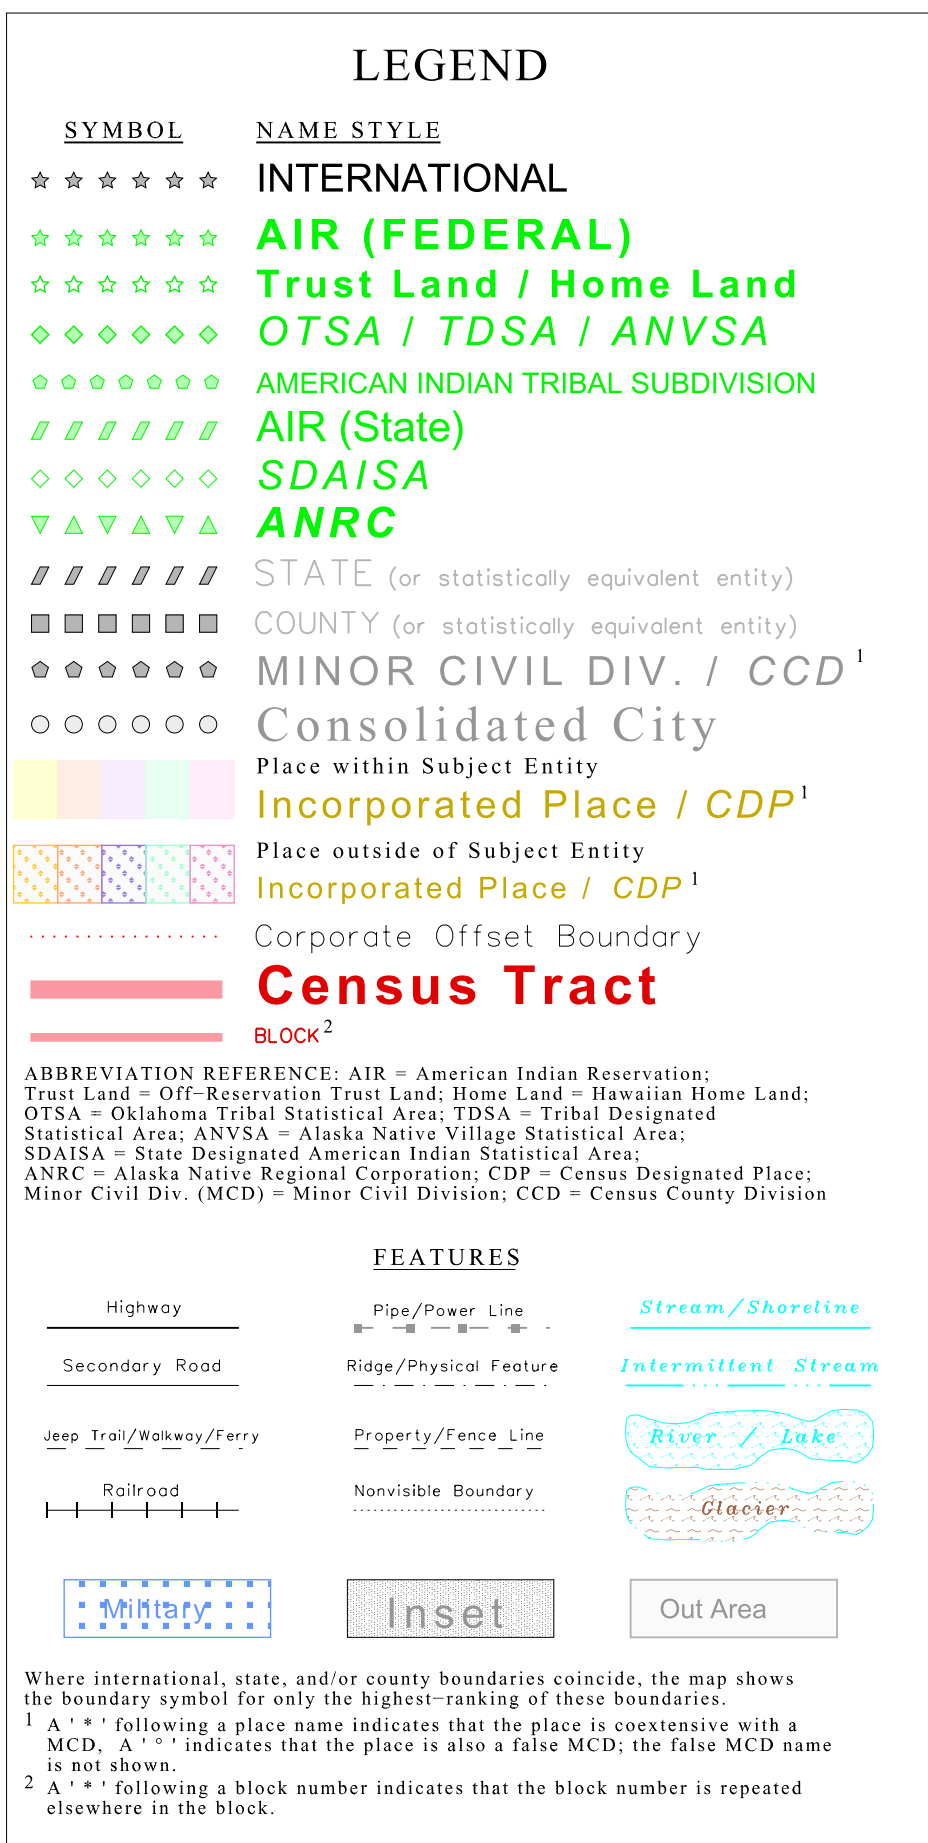 LEGEND
SYMBOL NAME STYLE
INTERNATIONAL
AIR (FEDERAL)
Trust Land / Home Land
OTSA / TDSA / ANVSA
AMERICAN INDIAN TRIBAL SUBDIVISION
AIR (State)
SDAISA
ANRC
STATE (or statistically equivalent entity)
COUNTY (or statistically equivalent entity)
MINOR CIVIL DIV. / CCD 1
Consolidated City
Place within Subject Entity
Incorporated Place / CDP 1
Place outside of Subject Entity
Incorporated Place / CDP 1
Corporate Offset Boundary
Census Tract
BLOCK 2
ABBREVIATION REFERENCE: AIR = American Indian Reservation;
Trust Land = Off−Reservation Trust Land; Home Land = Hawaiian Home Land;
OTSA = Oklahoma Tribal Statistical Area; TDSA = Tribal Designated
Statistical Area; ANVSA = Alaska Native Village Statistical Area;
SDAISA = State Designated American Indian Statistical Area;
ANRC = Alaska Native Regional Corporation; CDP = Census Designated Place;
Minor Civil Div. (MCD) = Minor Civil Division; CCD = Census County Division
FEATURES
Highway
Pipe/Power Line
Stream/Shoreline
Secondary Road
Ridge/Physical Feature
Intermittent Stream
Jeep Trail/Walkway/Ferry
Property/Fence Line
River / Lake
Railroad
Nonvisible Boundary
Glacier
Military
Inset
Out Area
Where international, state, and/or county boundaries coincide, the map shows
the boundary symbol for only the highest−ranking of these boundaries.
1 A ' * ' following a place name indicates that the place is coextensive with a
MCD, A ' ° ' indicates that the place is also a false MCD; the false MCD name
is not shown.
2 A ' * ' following a block number indicates that the block number is repeated
elsewhere in the block.